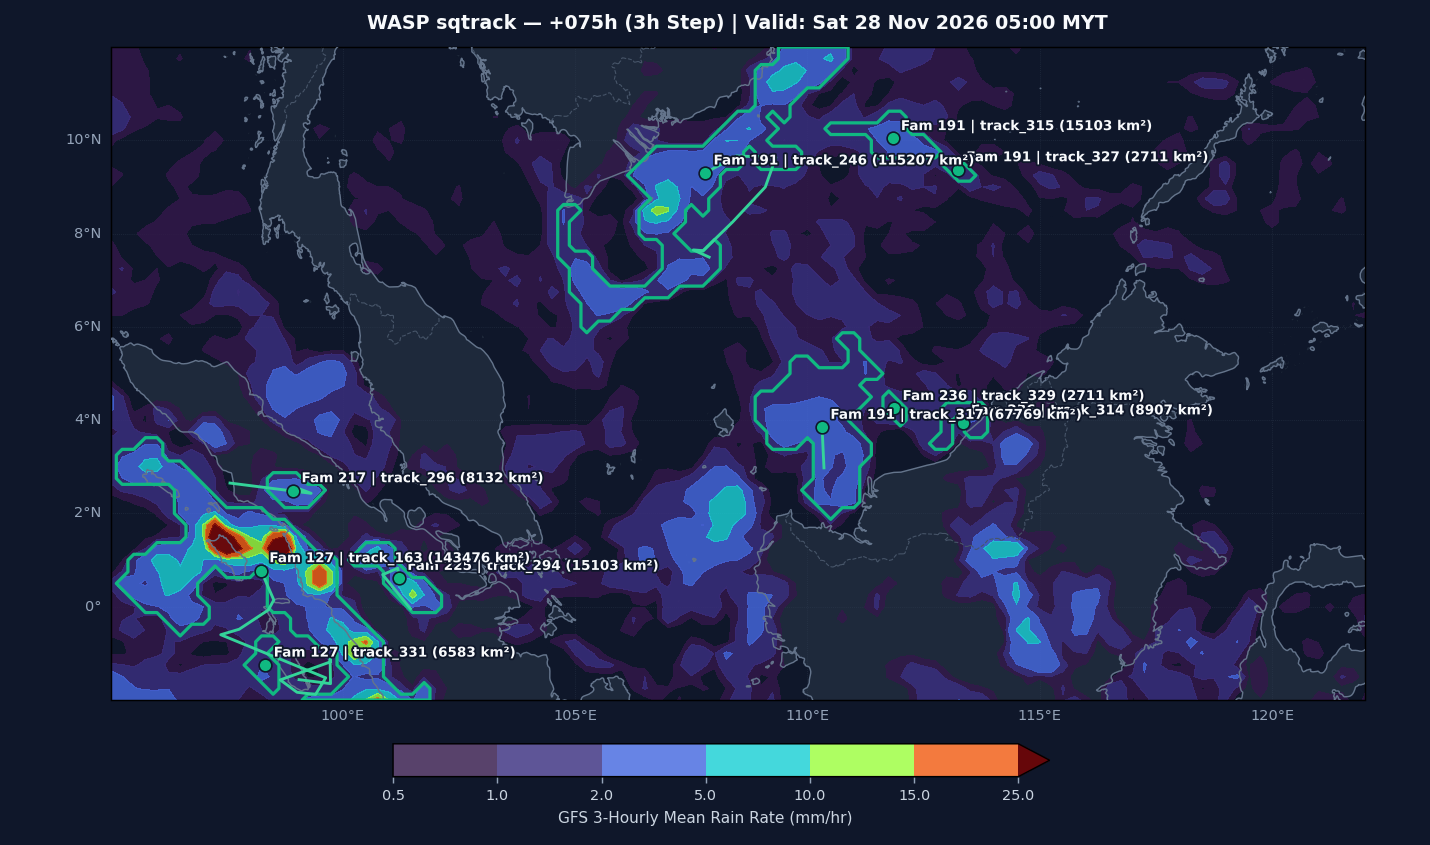 WASP sqtrack — +075h (3h Step) | Valid: Sat 28 Nov 2026 05:00 MYT
10°N
8°N
6°N
4°N
2°N
0°
Fam 191 | track_315 (15103 km²)
Fam 191 | track_246 (115207 km²)
Fam 191 | track_327 (2711 km²)
Fam 236 | track_329 (2711 km²)
track_314 (8907 km²)
Fam 191 | track_317 (67769 km²)
Fam 217 | track_296 (8132 km²)
Fam 127 | track_163 (143476 km²)
Fam 225 | track_294 (15103 km²)
Fam 127 | track_331 (6583 km²)
100°E 105°E 110°E 115°E 120°E
0.5 1.0 2.0 5.0 10.0 15.0 25.0
GFS 3-Hourly Mean Rain Rate (mm/hr)